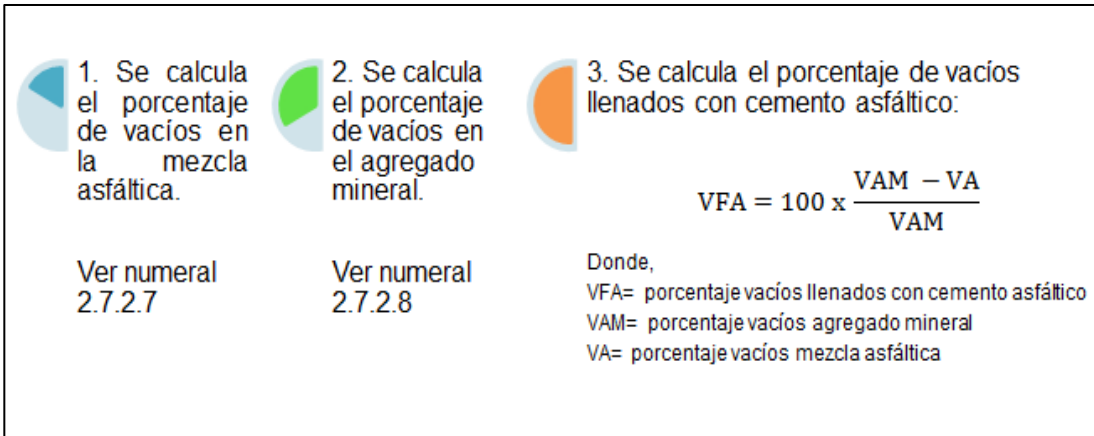 1. Se calcula
el porcentaje
de vacíos en
la mezcla
asfáltica.
Ver numeral
2.7.2.7
2. Se calcula
el porcentaje
de vacíos en
el agregado
mineral.
Ver numeral
2.7.2.8
3. Se calcula el porcentaje de vacíos
llenados con cemento asfáltico:
VFA = 100 x (VAM − VA) / VAM
Donde,
VFA= porcentaje vacíos llenados con cemento asfáltico
VAM= porcentaje vacíos agregado mineral
VA= porcentaje vacíos mezcla asfáltica